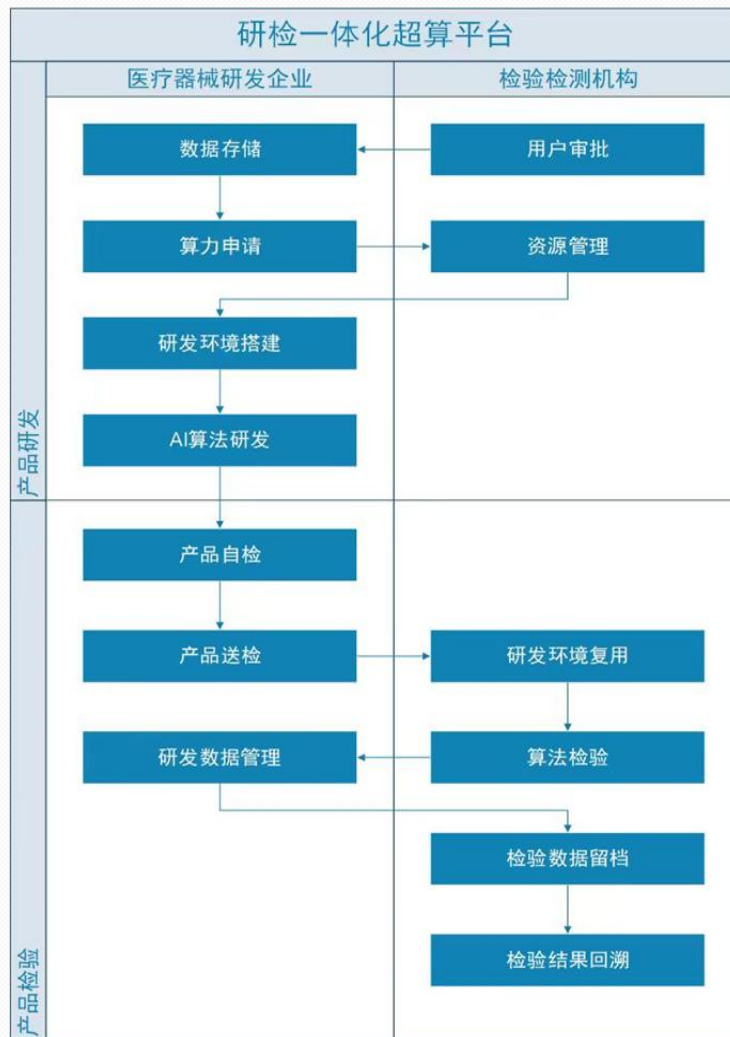 研检一体化超算平台
医疗器械研发企业
检验检测机构
产品研发
数据存储
用户审批
算力申请
资源管理
研发环境搭建
AI算法研发
产品检验
产品自检
产品送检
研发环境复用
研发数据管理
算法检验
检验数据留档
检验结果回溯